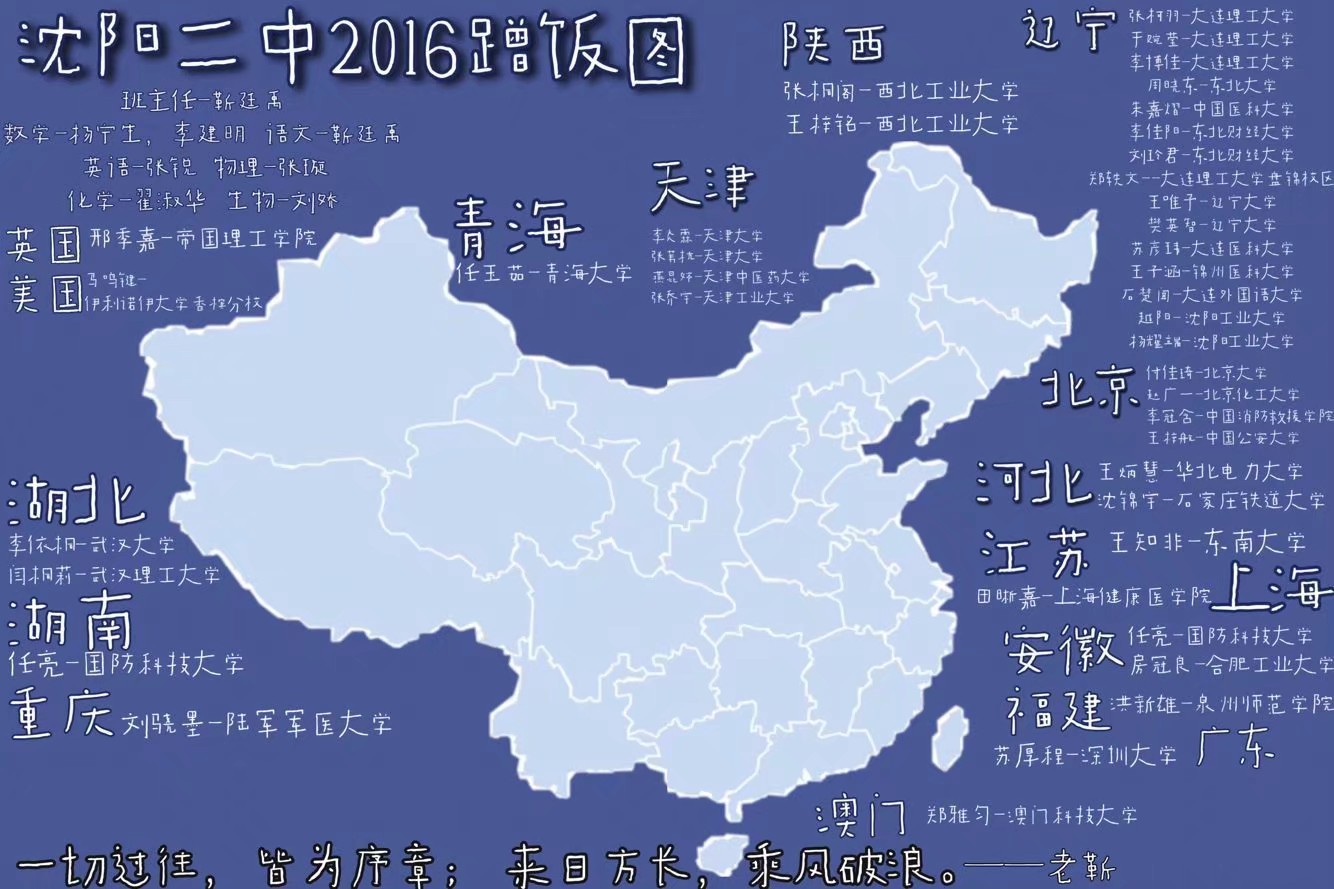 沈阳二中2016蹭饭图
班主任-靳廷禹
数学-杨宁生，李建明 语文-靳廷禹
英语-张锐 物理-张璇
化学-翟淑华 生物-刘娇
英国
邢季嘉-帝国理工学院
美国
马鸣键-
伊利诺伊大学香槟分校
青海
任王茹-青海大学
天津
天津大学
天津大学
天津中医药大学
张乔宇-天津工业大学
陕西
张桐阁-西北工业大学
王梓铭-西北工业大学
辽宁
张柯羽-大连理工大学
于婉莹-大连理工大学
李博佳-大连理工大学
周晓东-东北大学
朱嘉熠-中国医科大学
李佳阳-东北财经大学
刘玲君-东北财经大学
郑轶文--大连理工大学盘锦校区
王唯子-辽宁大学
樊英智-辽宁大学
苏彦玮-大连医科大学
王子涵-锦州医科大学
石楚闻-大连外国语大学
赵阳-沈阳工业大学
杨耀瑞-沈阳工业大学
北京
付佳琦-北京大学
赵广一-北京化工大学
李冠含-中国消防救援学院
王梓航-中国公安大学
河北
王炳慧-华北电力大学
沈锦宇-石家庄铁道大学
江苏
王知非-东南大学
上海
田晰嘉-上海健康医学院
安徽
任亮-国防科技大学
房冠良-合肥工业大学
福建
洪新雄-泉州师范学院
广东
苏厚程-深圳大学
澳门
郑雅匀-澳门科技大学
湖北
李依桐-武汉大学
闫桐莉-武汉理工大学
湖南
任亮-国防科技大学
重庆
刘骁墨-陆军军医大学
一切过往，皆为序章；来日方长，乘风破浪。——老靳